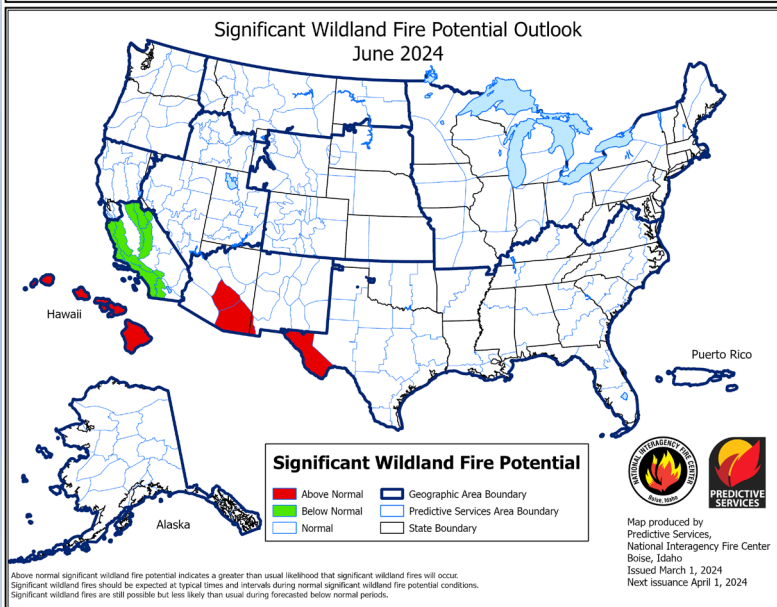 Significant Wildland Fire Potential Outlook
June 2024
Hawaii
Puerto Rico
Alaska
Significant Wildland Fire Potential
Above Normal
Below Normal
Normal
Geographic Area Boundary
Predictive Services Area Boundary
State Boundary
NATIONAL INTERAGENCY FIRE CENTER
Boise, Idaho
PREDICTIVE
SERVICES
Map produced by
Predictive Services,
National Interagency Fire Center
Boise, Idaho
Issued March 1, 2024
Next issuance April 1, 2024
Above normal significant wildland fire potential indicates a greater than usual likelihood that significant wildland fires will occur.
Significant wildland fires should be expected at typical times and intervals during normal significant wildland fire potential conditions.
Significant wildland fires are still possible but less likely than usual during forecasted below normal periods.